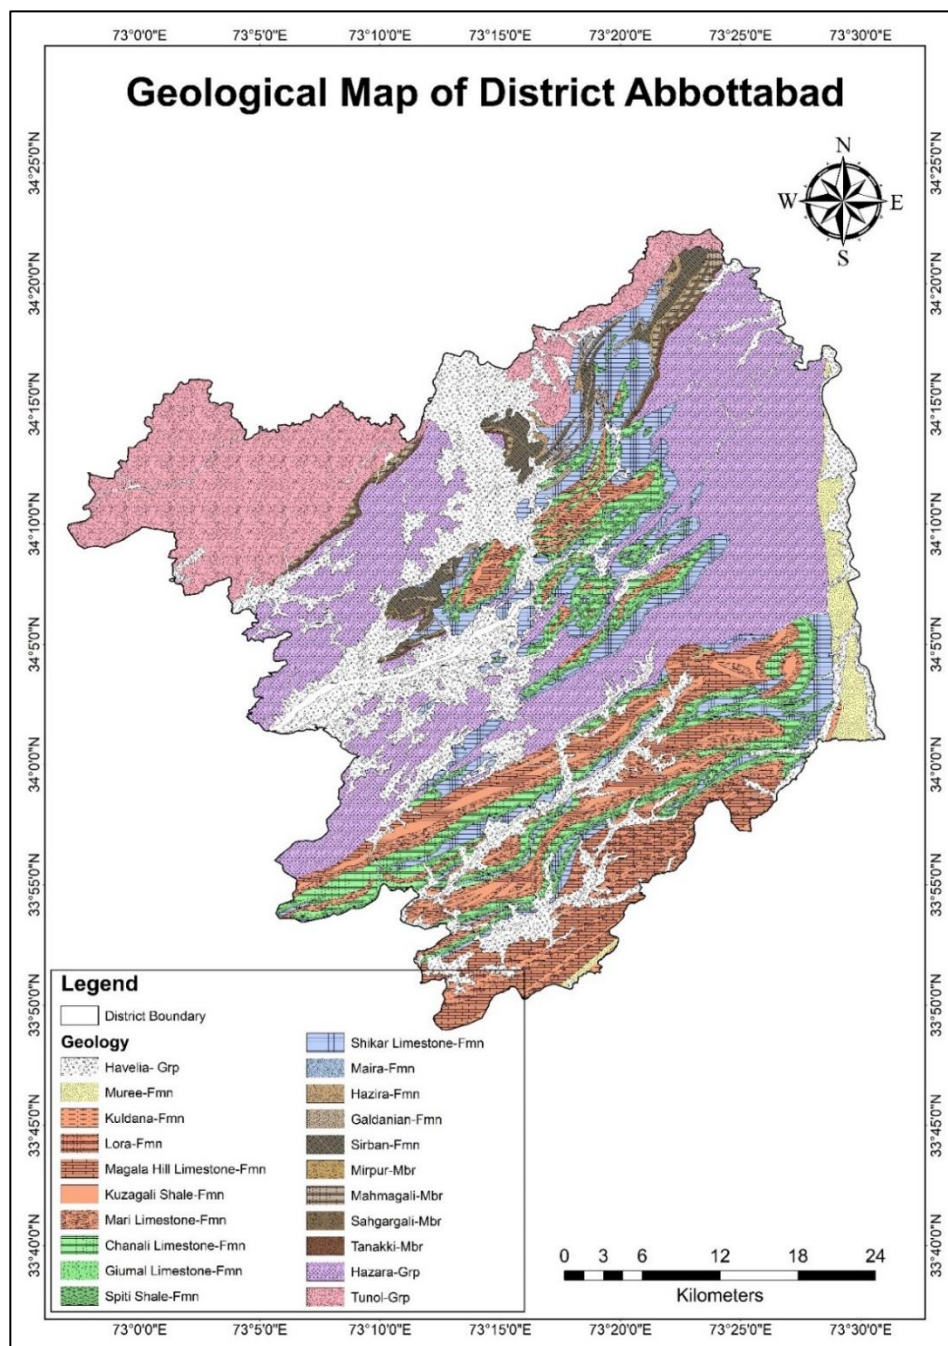 73°0'0"E 73°5'0"E 73°10'0"E 73°15'0"E 73°20'0"E 73°25'0"E 73°30'0"E
Geological Map of District Abbottabad
N
W E
S
34°25'0"N 34°25'0"N
34°20'0"N 34°20'0"N
34°15'0"N 34°15'0"N
34°10'0"N 34°10'0"N
34°5'0"N 34°5'0"N
34°0'0"N 34°0'0"N
33°55'0"N 33°55'0"N
33°50'0"N 33°50'0"N
33°45'0"N 33°45'0"N
33°40'0"N 33°40'0"N
Legend
District Boundary
Geology
Havelia- Grp
Muree-Fmn
Kuldana-Fmn
Lora-Fmn
Magala Hill Limestone-Fmn
Kuzagali Shale-Fmn
Mari Limestone-Fmn
Chanali Limestone-Fmn
Giumal Limestone-Fmn
Spiti Shale-Fmn
Shikar Limestone-Fmn
Maira-Fmn
Hazira-Fmn
Galdanian-Fmn
Sirban-Fmn
Mirpur-Mbr
Mahmagali-Mbr
Sahgargali-Mbr
Tanakki-Mbr
Hazara-Grp
Tunol-Grp
0 3 6 12 18 24
Kilometers
73°0'0"E 73°5'0"E 73°10'0"E 73°15'0"E 73°20'0"E 73°25'0"E 73°30'0"E